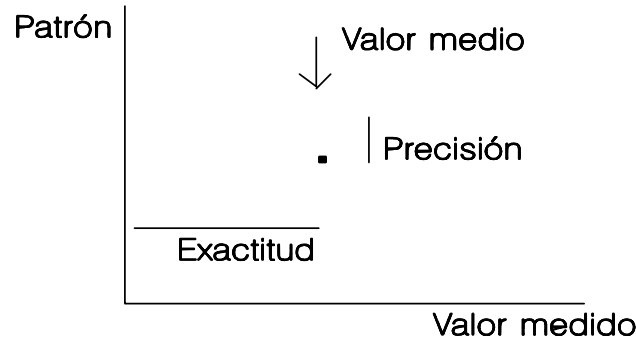 Patrón
Valor medio
Precisión
Exactitud
Valor medido